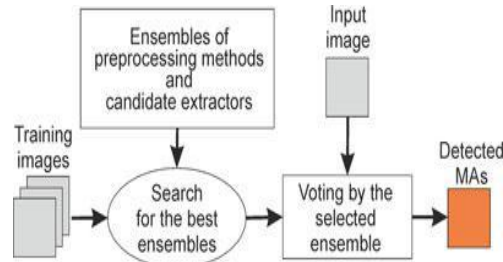 Ensembles of
preprocessing methods
and
candidate extractors
Input
image
Training
images
Search
for the best
ensembles
Voting by the
selected
ensemble
Detected
MAs